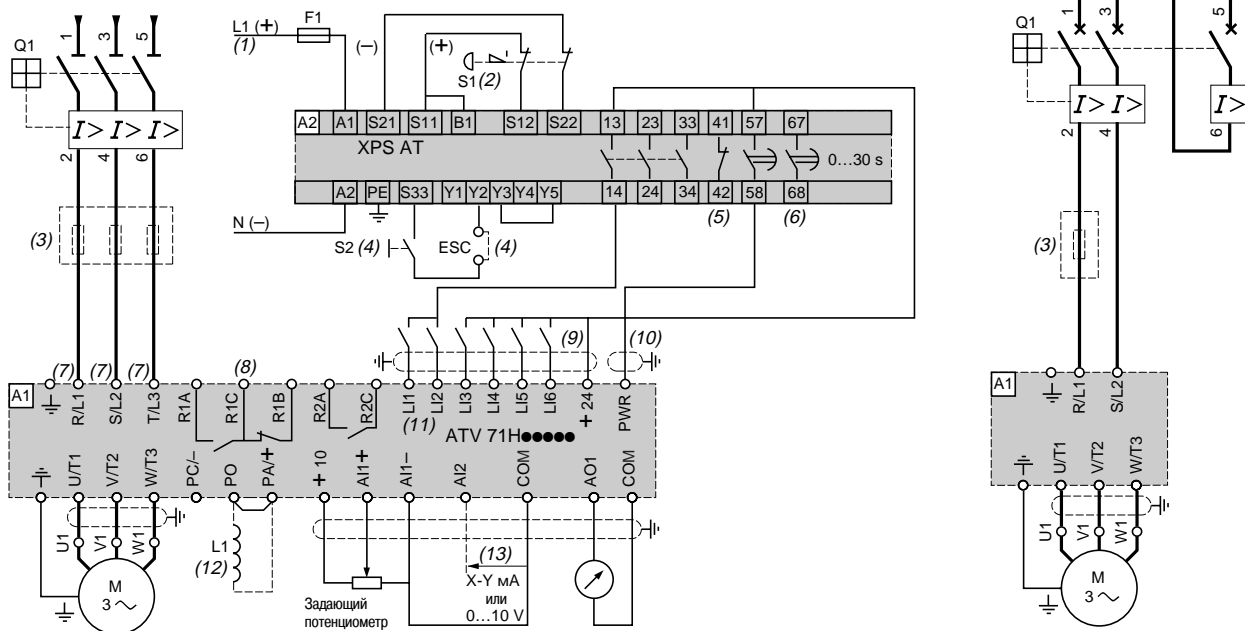 L1 (+) F1
(1)
(–) (+)
S1 (2)
Q1
1 3 5
I> I> I>
2 4 6
(3)
A2 A1 S21 S11 B1 S12 S22 13 23 33 41 57 67
XPS AT
0…30 s
A2 PE S33 Y1 Y2 Y3 Y4 Y5 14 24 34 42 58 68
(5) (6)
N (–)
S2 (4) ESC (4)
(9) (10)
(7) (7) (7) (8)
A1
R/L1 S/L2 T/L3 R1A R1C R1B R2A R2C LI1 LI2 LI3 LI4 LI5 LI6 +24 PWR
(11)
ATV 71H●●●●●
U/T1 V/T2 W/T3 PC/– PO PA/+ +10 AI1+ AI1– AI2 COM AO1 COM
U1 V1 W1
M
3
L1
(12)
Задающий
потенциометр
(13)
X-Y мА
или
0…10 V
Q1
1 3 5
I> I> I>
2 4 6
(3)
A1
R/L1 S/L2
U/T1 V/T2 W/T3
U1 V1 W1
M
3